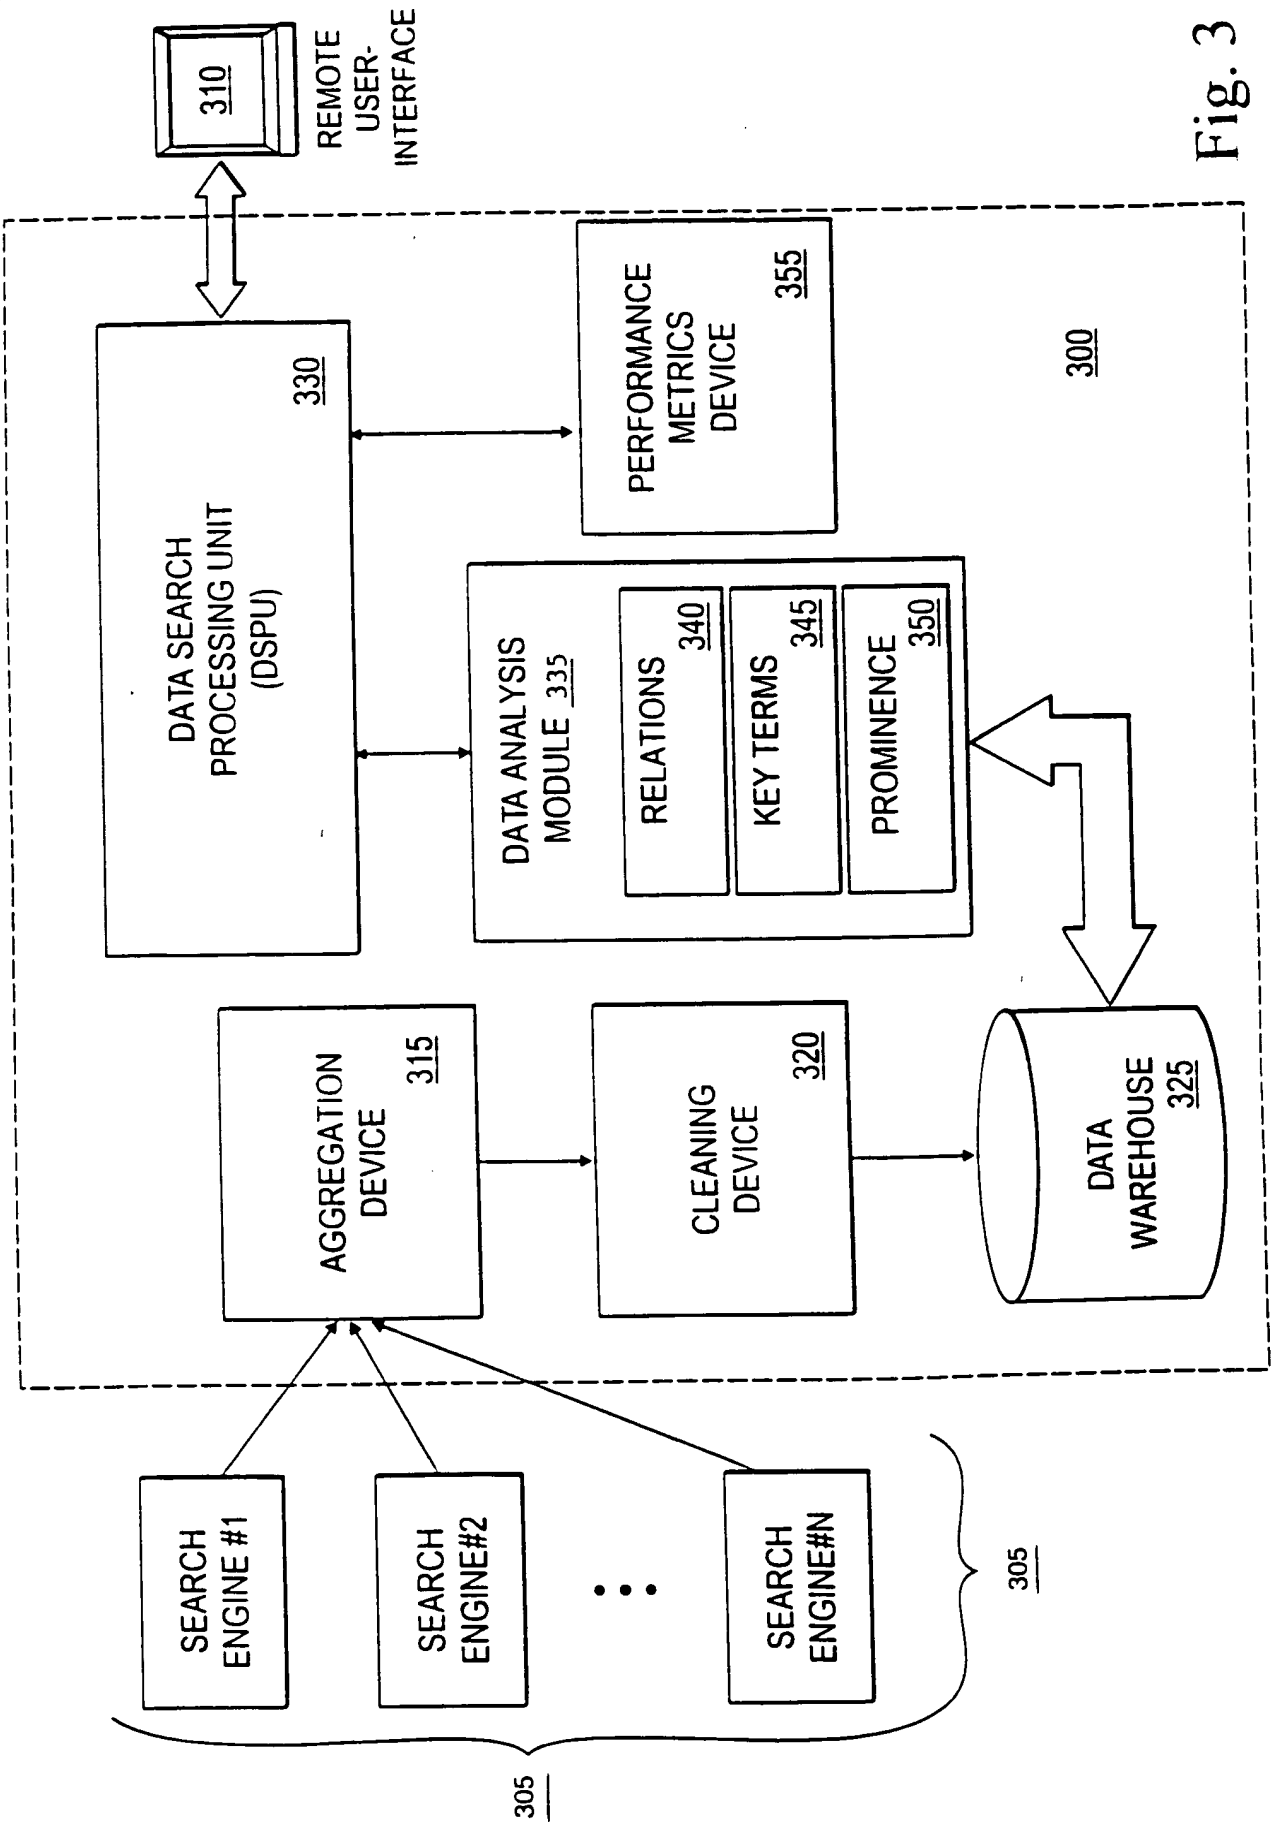 SEARCH
ENGINE #1
SEARCH
ENGINE#2
SEARCH
ENGINE#N
305
305
AGGREGATION
DEVICE
315
CLEANING
DEVICE
320
DATA
WAREHOUSE
325
DATA SEARCH
PROCESSING UNIT
(DSPU)
330
DATA ANALYSIS
MODULE 335
RELATIONS
340
KEY TERMS
345
PROMINENCE
350
PERFORMANCE
METRICS
DEVICE
355
300
310
REMOTE
USER-
INTERFACE
Fig. 3